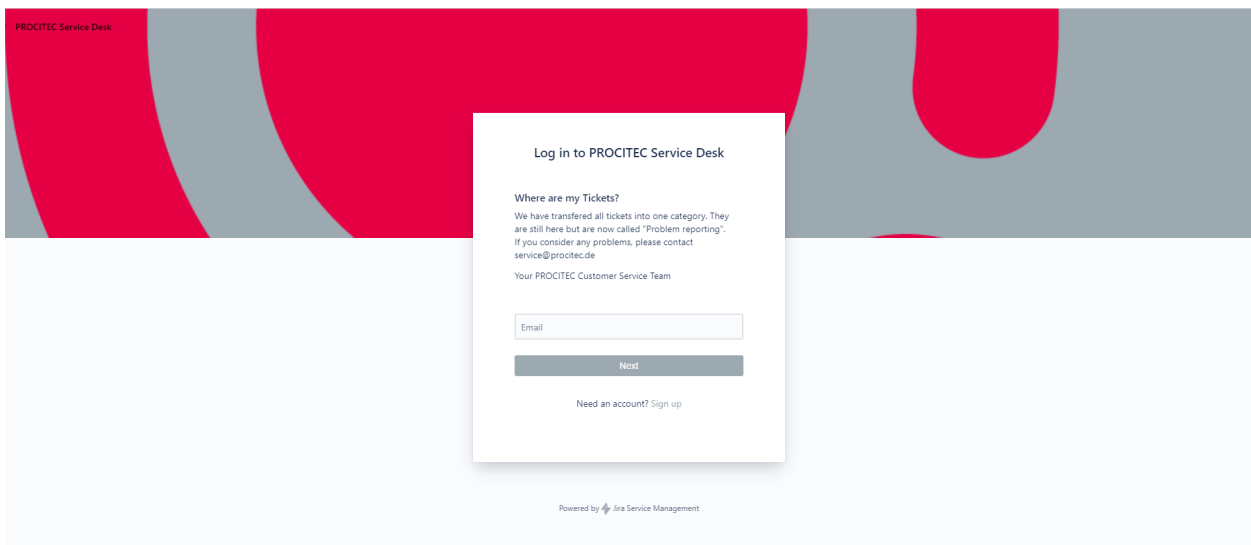 PROCITEC Service Desk
Log in to PROCITEC Service Desk
Where are my Tickets?
We have transfered all tickets into one category. They
are still here but are now called "Problem reporting".
If you consider any problems, please contact
service@procitec.de
Your PROCITEC Customer Service Team
Email
Next
Need an account? Sign up
Powered by Jira Service Management